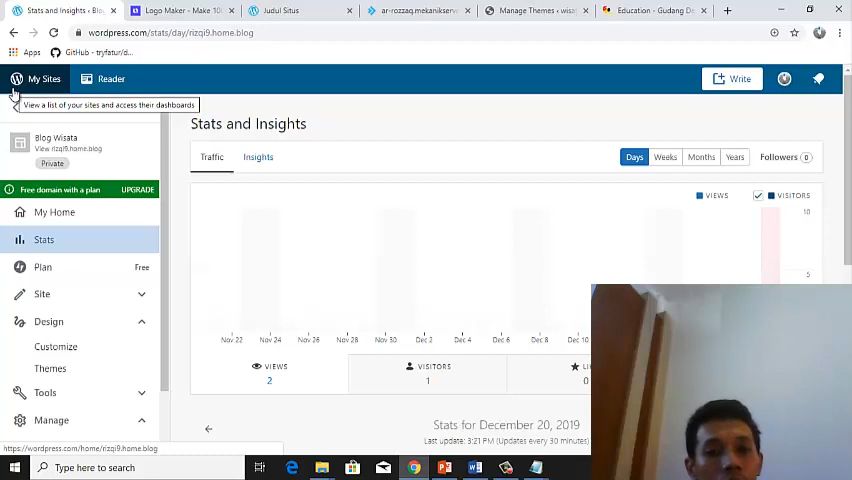 Stats and Insights ‹ Blo
Logo Maker - Make 10
Judul Situs
ar-rozzaq.mekanikserv
Manage Themes ‹ wisa
Education - Gudang De
wordpress.com/stats/day/rizqi9.home.blog
Apps
GitHub - tryfatur/d...
My Sites
Reader
Write
View a list of your sites and access their dashboards
Stats and Insights
Blog Wisata
View rizqi9.home.blog
Private
Traffic
Insights
Days
Weeks
Months
Years
Followers 0
Free domain with a plan
UPGRADE
VIEWS
VISITORS
My Home
10
Stats
Plan
Free
5
Site
Design
Nov 22
Nov 24
Nov 26
Nov 28
Nov 30
Dec 2
Dec 4
Dec 6
Dec 8
Dec 10
Customize
Themes
VIEWS
VISITORS
LI
2
1
0
Tools
Manage
Stats for December 20, 2019
Last update: 3:21 PM (Updates every 30 minutes)
https://wordpress.com/home/rizqi9.home.blog
Type here to search